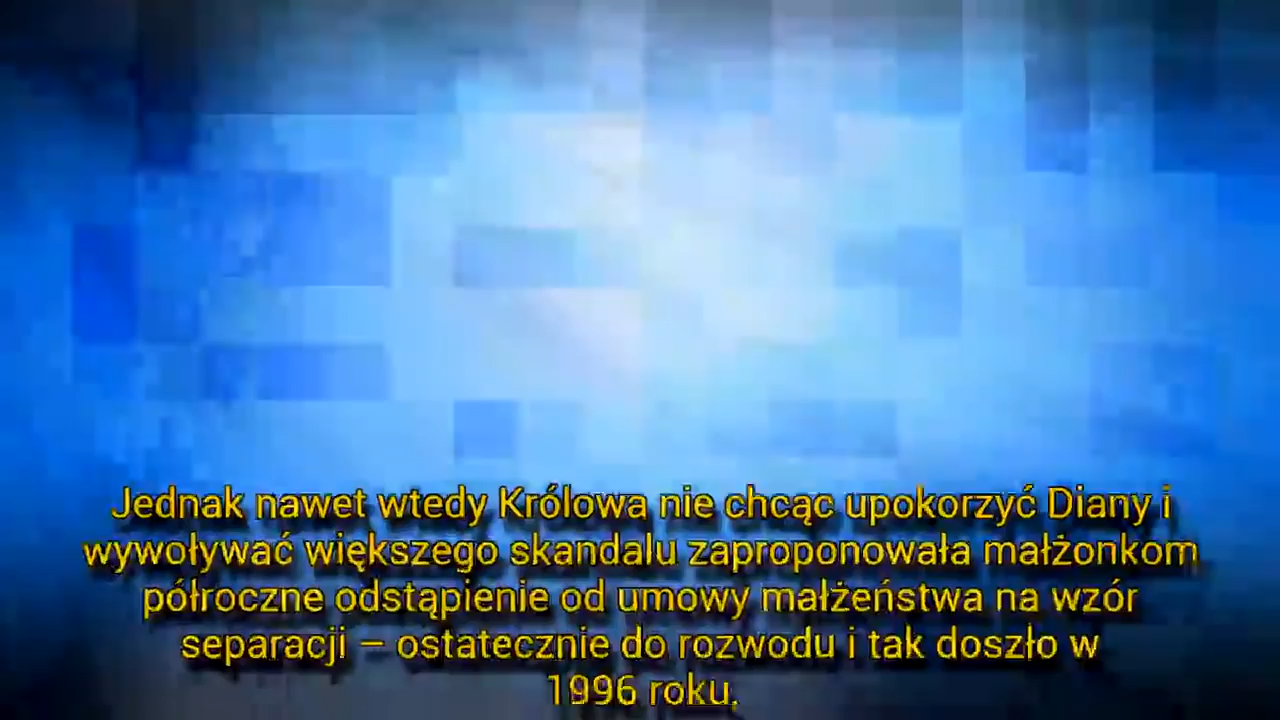 Jednak nawet wtedy Królowa nie chcąc upokorzyć Diany i
wywoływać większego skandalu zaproponowała małżonkom
półroczne odstąpienie od umowy małżeństwa na wzór
separacji – ostatecznie do rozwodu i tak doszło w
1996 roku.